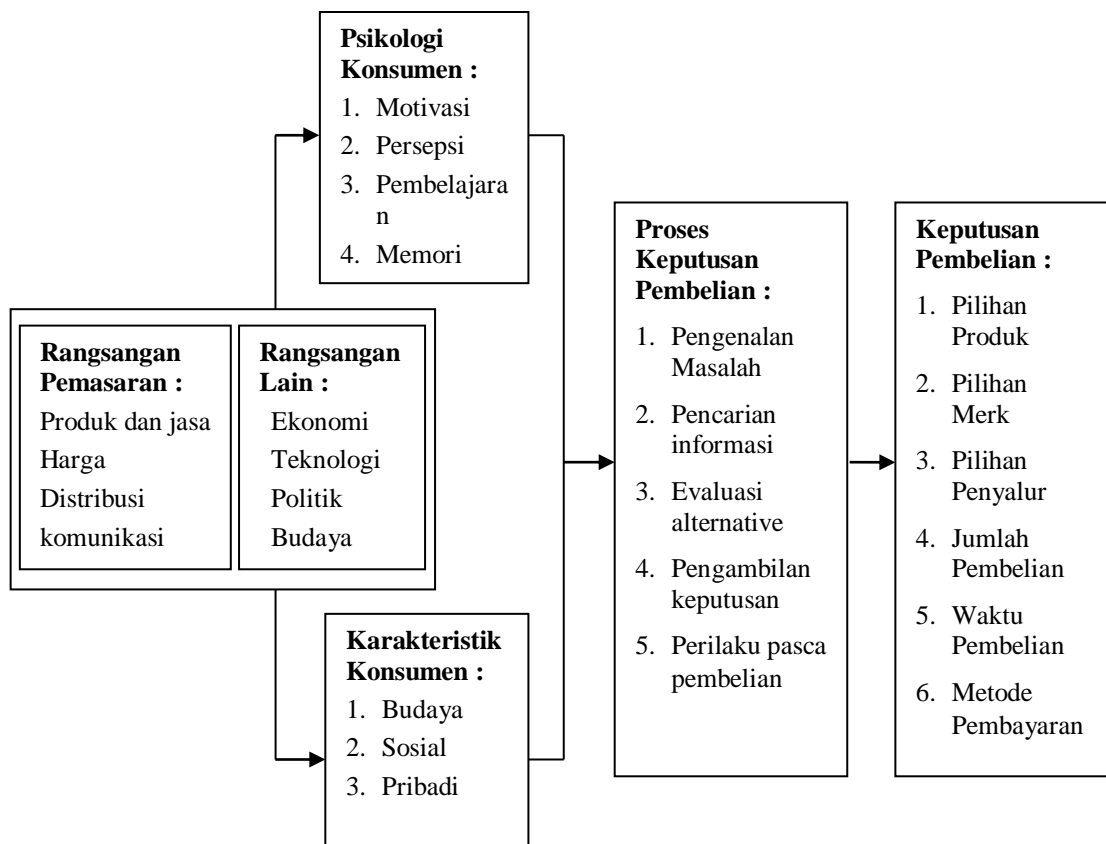 Psikologi
Konsumen :
1. Motivasi
2. Persepsi
3. Pembelajara
n
4. Memori
Rangsangan
Pemasaran :
Produk dan jasa
Harga
Distribusi
komunikasi
Rangsangan
Lain :
Ekonomi
Teknologi
Politik
Budaya
Karakteristik
Konsumen :
1. Budaya
2. Sosial
3. Pribadi
Proses
Keputusan
Pembelian :
1. Pengenalan
Masalah
2. Pencarian
informasi
3. Evaluasi
alternative
4. Pengambilan
keputusan
5. Perilaku pasca
pembelian
Keputusan
Pembelian :
1. Pilihan
Produk
2. Pilihan
Merk
3. Pilihan
Penyalur
4. Jumlah
Pembelian
5. Waktu
Pembelian
6. Metode
Pembayaran